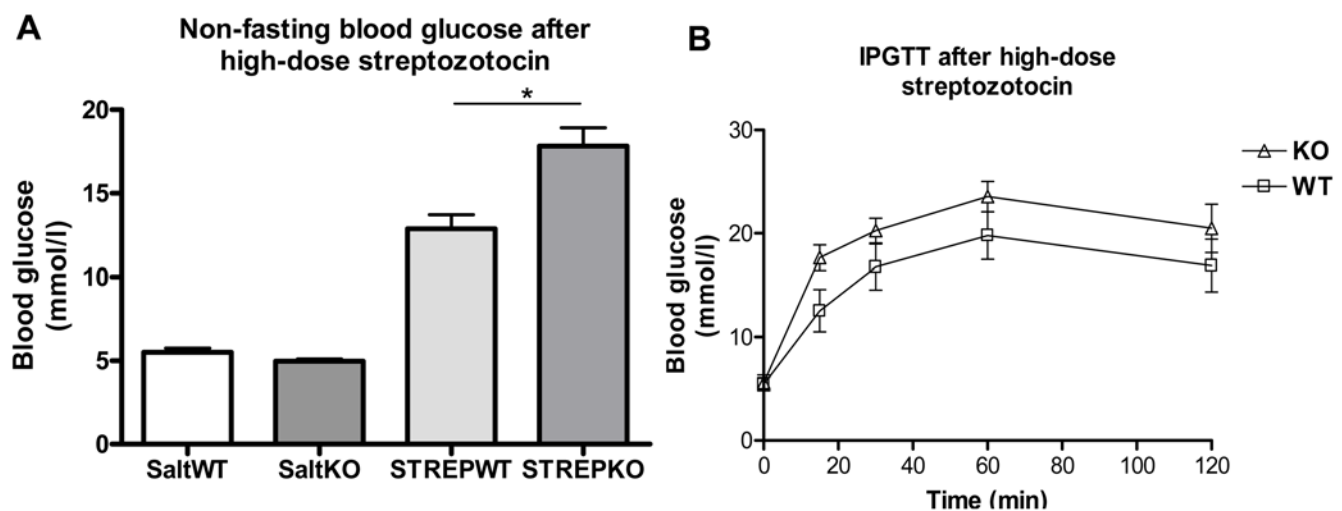 A
Non-fasting blood glucose after
high-dose streptozotocin
*
20
15
10
5
0
Blood glucose
(mmol/l)
SaltWT
SaltKO
STREPWT
STREPKO
B
IPGTT after high-dose
streptozotocin
30
20
10
0
Blood glucose
(mmol/l)
0
20
40
60
80
100
120
Time (min)
KO
WT